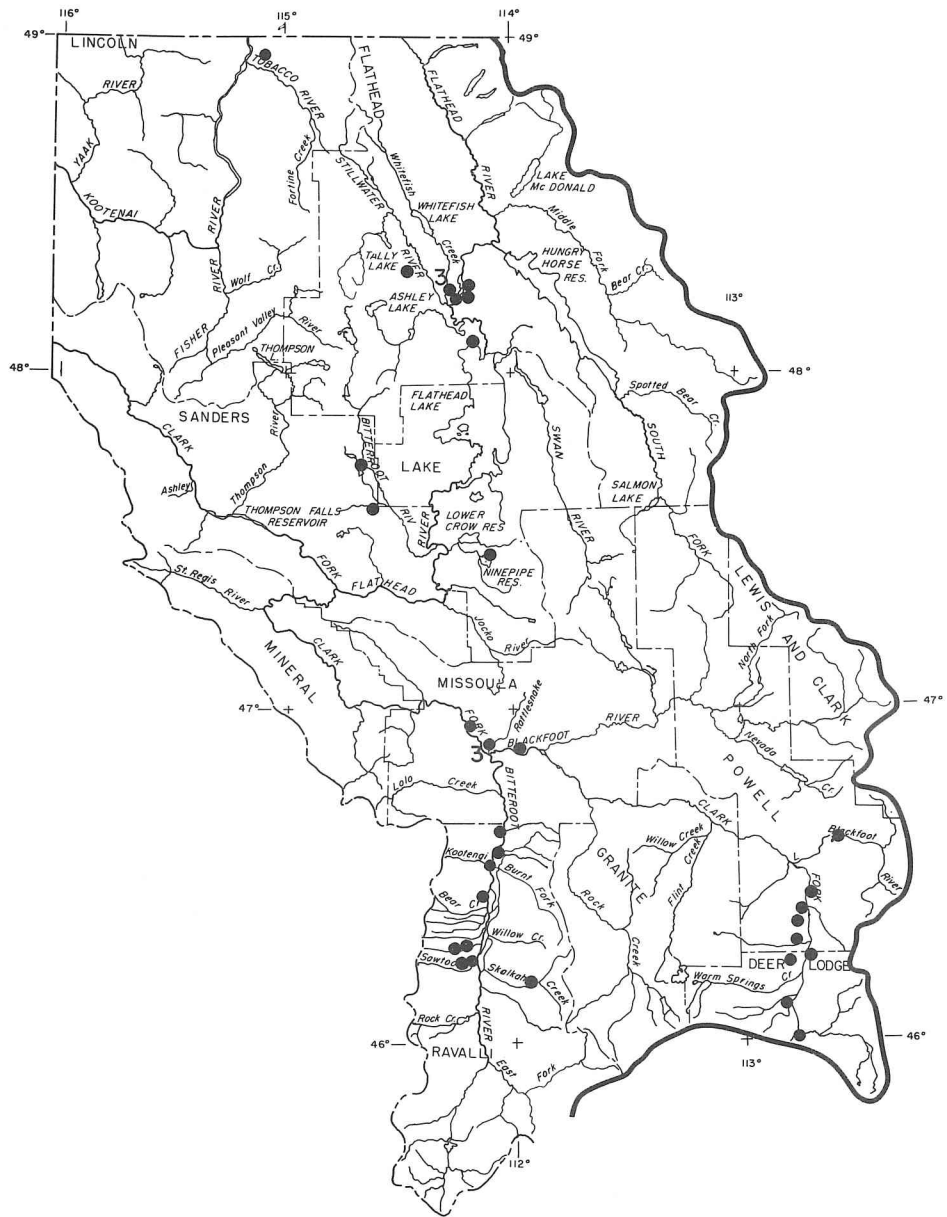 116°
115°
114°
49°
49°
LINCOLN
TOBACCO RIVER
FLATHEAD
FLATHEAD RIVER
YAAK RIVER
Fortine Creek
STILLWATER RIVER
Whitefish Creek
LAKE McDONALD
KOOTENAI RIVER
WHITEFISH LAKE
Middle Fork
TALLY LAKE
HUNGRY HORSE RES.
Bear Cr.
Wolf Cr.
3
ASHLEY LAKE
113°
FISHER RIVER
Pleasant Valley River
THOMPSON L.
48°
48°
FLATHEAD LAKE
Spotted Bear Cr.
SANDERS
Thompson River
BITTERROOT RIV
SWAN RIVER
SOUTH FORK
CLARK FORK
LAKE
Ashley
SALMON LAKE
THOMPSON FALLS RESERVOIR
LOWER CROW RES
FLATHEAD RIVER
NINEPIPE RES.
St. Regis River
LEWIS AND CLARK
North Fork
Jocko River
MINERAL
CLARK FORK
MISSOULA
47°
47°
Rattlesnake
BLACKFOOT RIVER
3
Nevada Cr.
POWELL
Lolo Creek
BITTEROOT RIVER
CLARK FORK
Willow Creek
Blackfoot River
Kootengi
Burnt Fork
GRANITE
Flint Creek
Rock Creek
Bear Cr
Willow Cr.
Sawtoo
Skalkah Creek
DEER LODGE
Warm Springs Cr
Rock Cr.
46°
46°
RAVALLI
113°
East Fork
112°